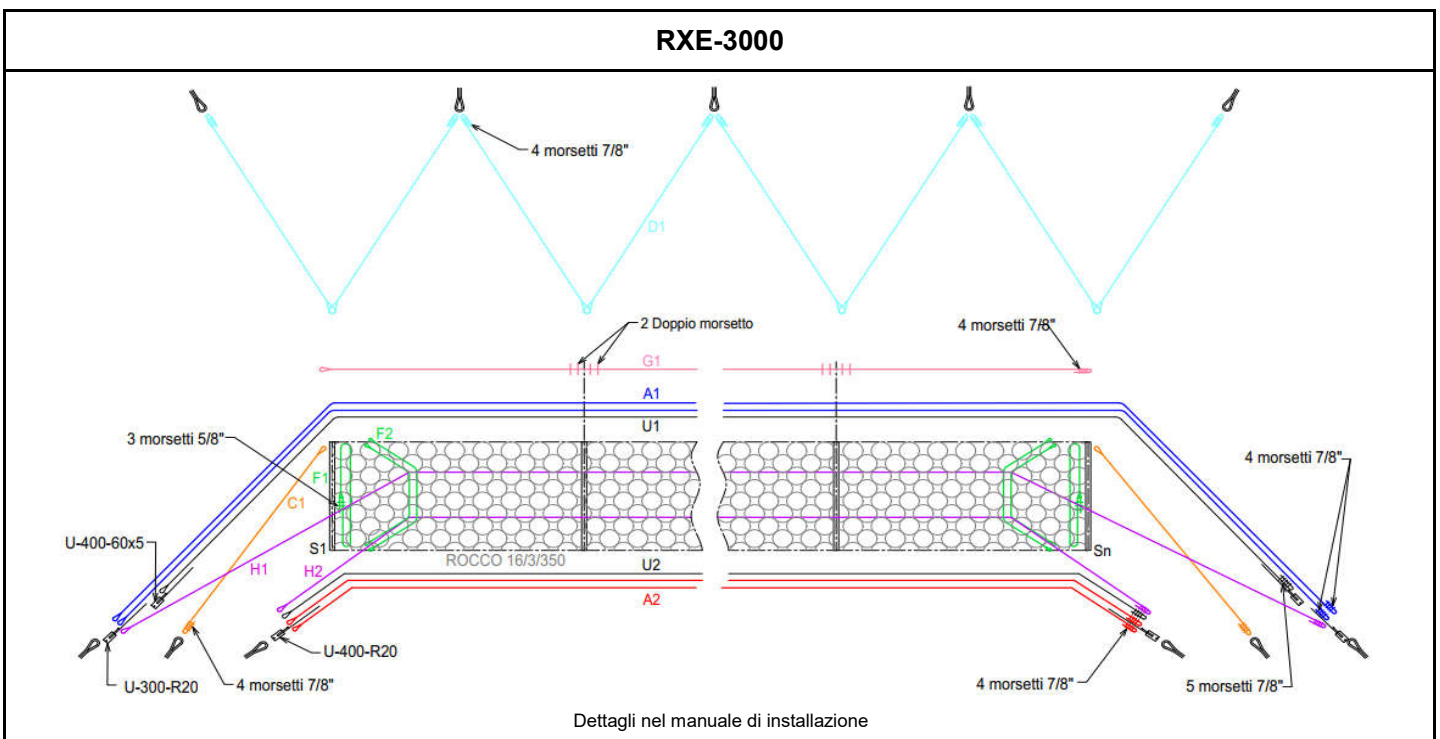 RXE-3000
4 morsetti 7/8"
D1
2 Doppio morsetto
4 morsetti 7/8"
G1
A1
U1
3 morsetti 5/8"
F2
4 morsetti 7/8"
F1
C1
U-400-60x5
S1
ROCCO 16/3/350
Sn
H1
H2
U2
A2
U-400-R20
U-300-R20
4 morsetti 7/8"
4 morsetti 7/8"
5 morsetti 7/8"
Dettagli nel manuale di installazione